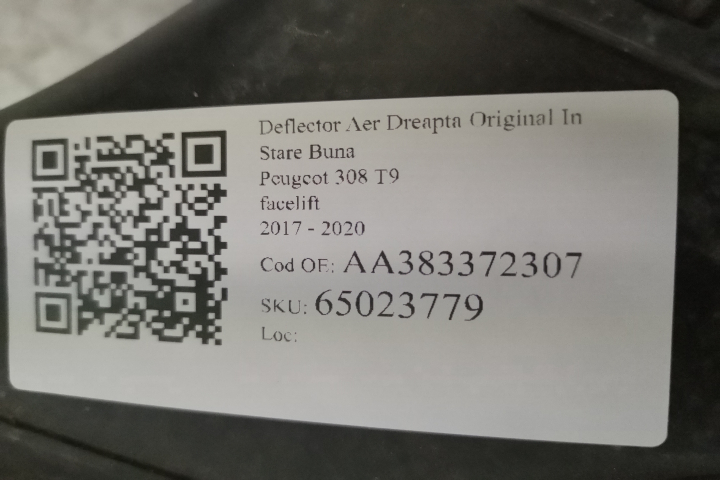 Deflector Aer Dreapta Original In
Stare Buna
Peugeot 308 T9
facelift
2017 - 2020
Cod OE: AA383372307
SKU: 65023779
Loc: